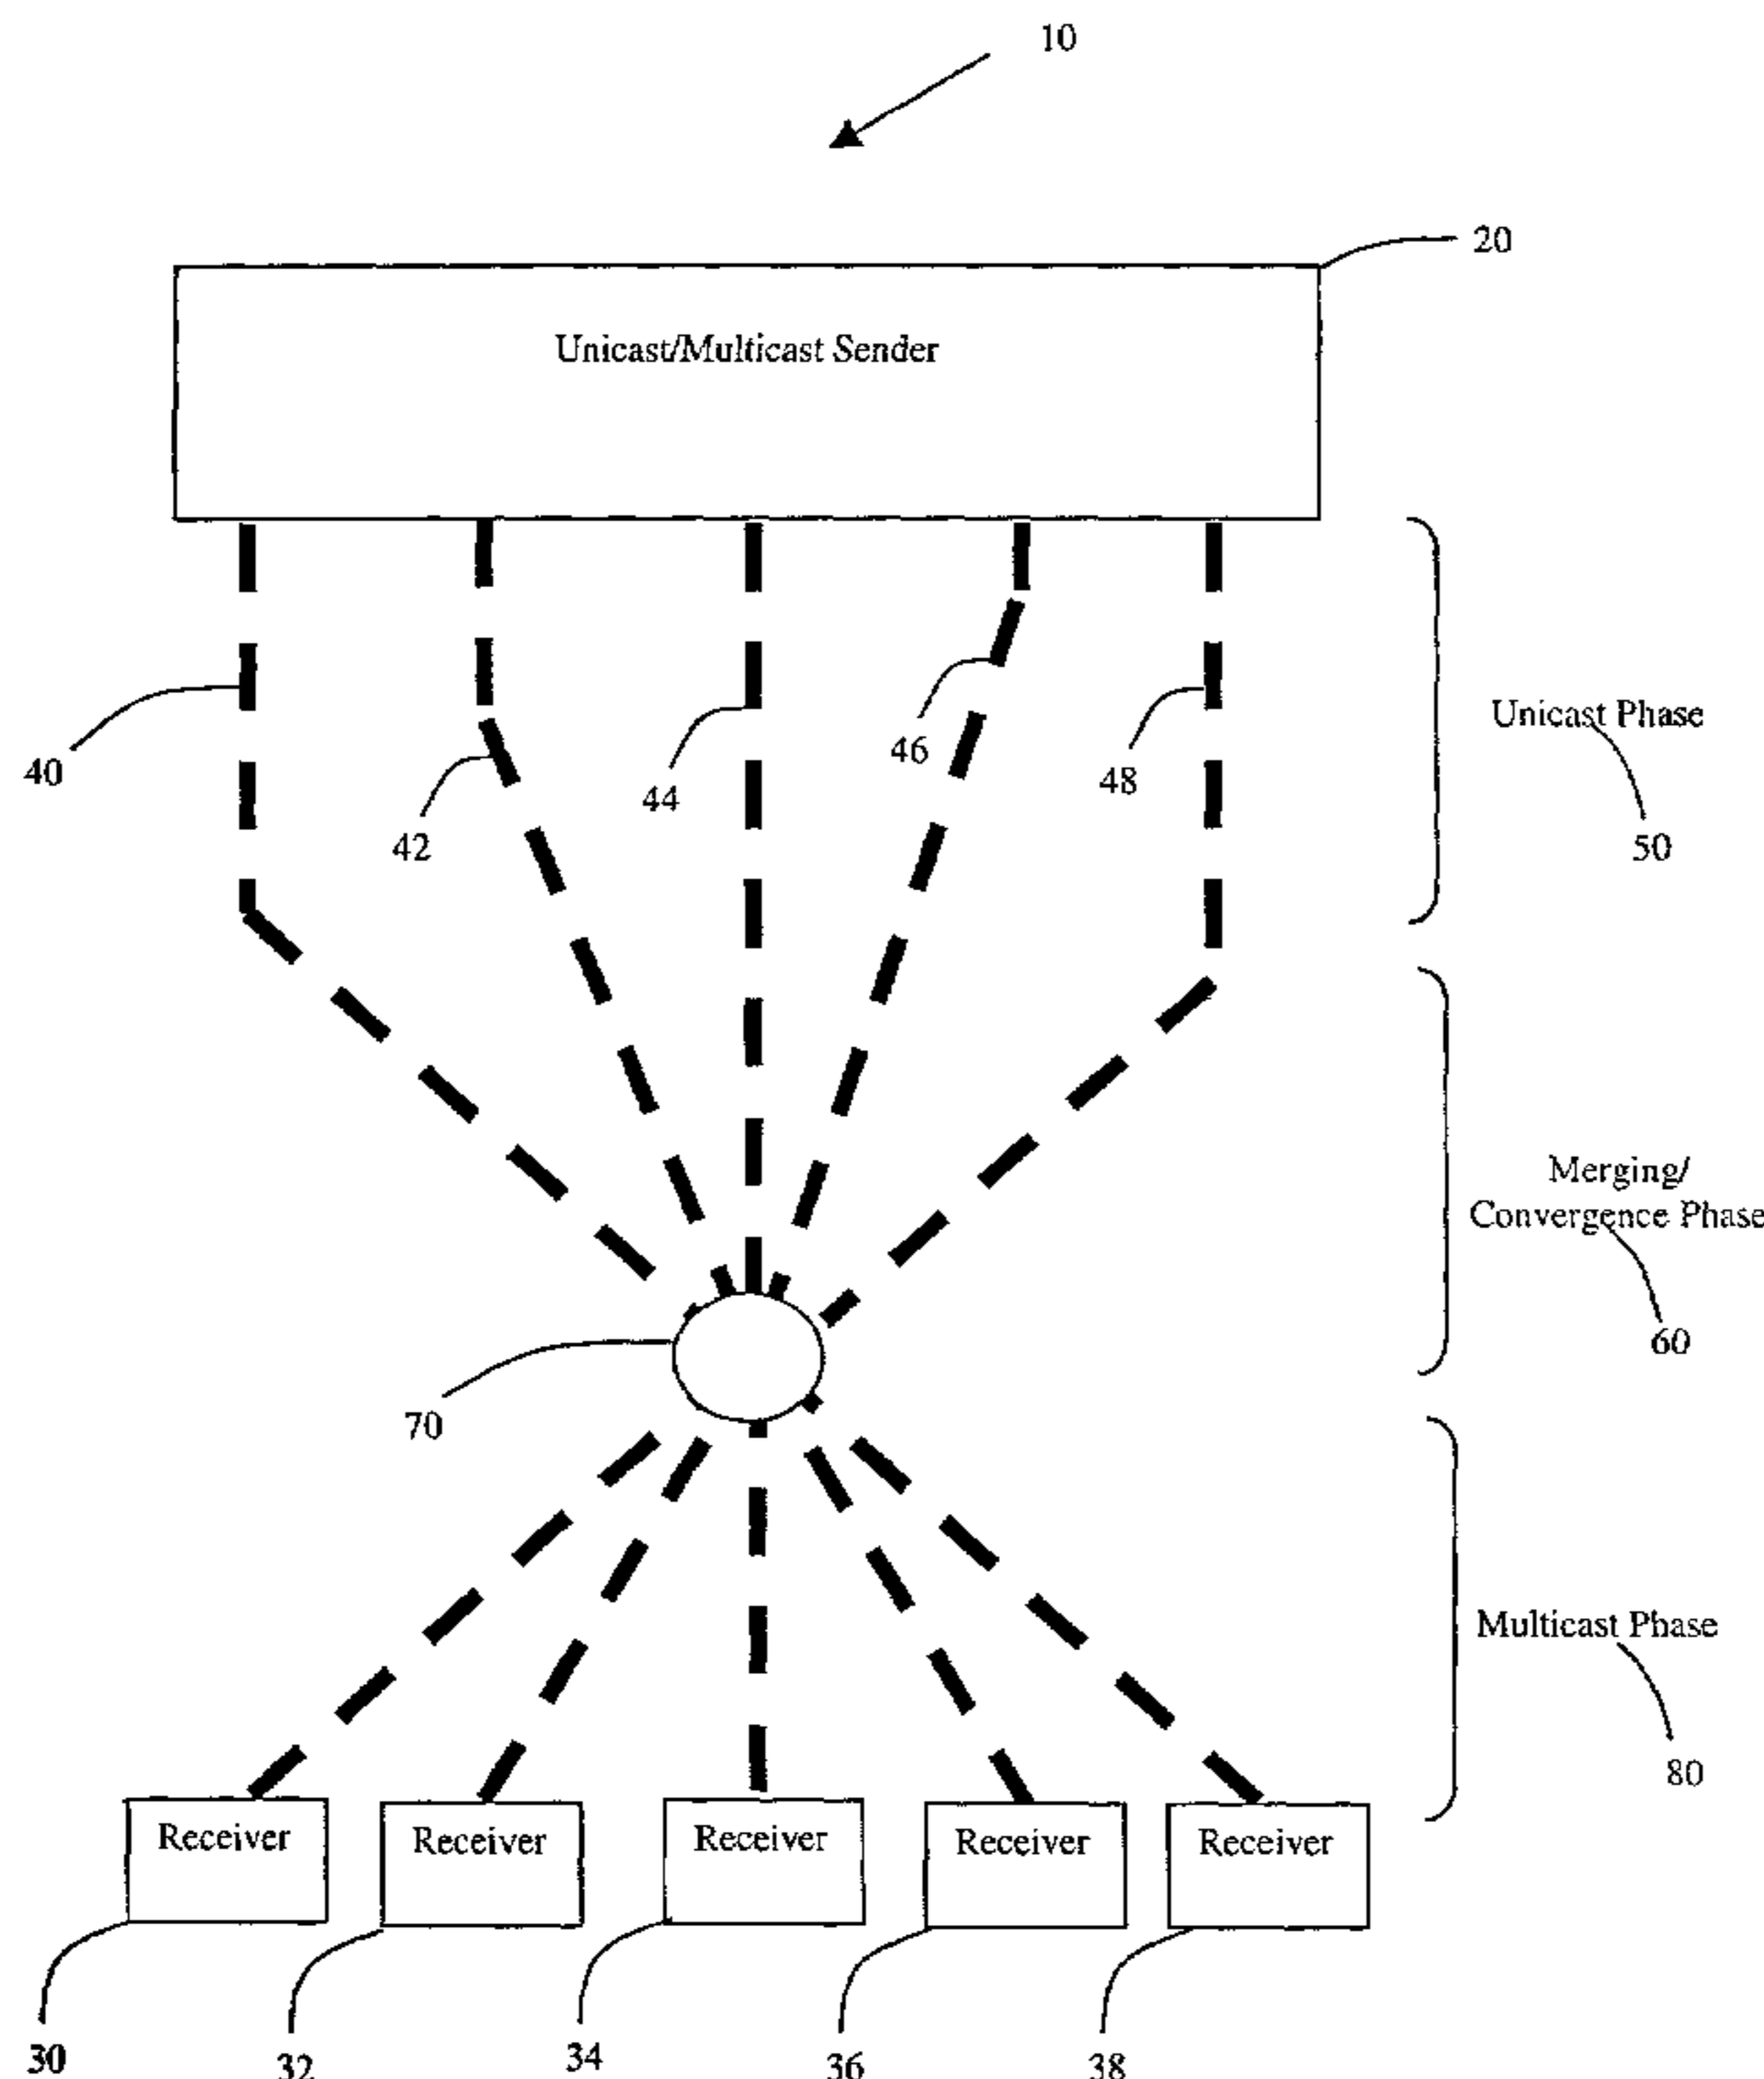 10
20
Unicast/Multicast Sender
40
42
44
46
48
Unicast Phase
50
Merging/
Convergence Phase
60
70
Multicast Phase
80
Receiver
Receiver
Receiver
Receiver
Receiver
30
32
34
36
38